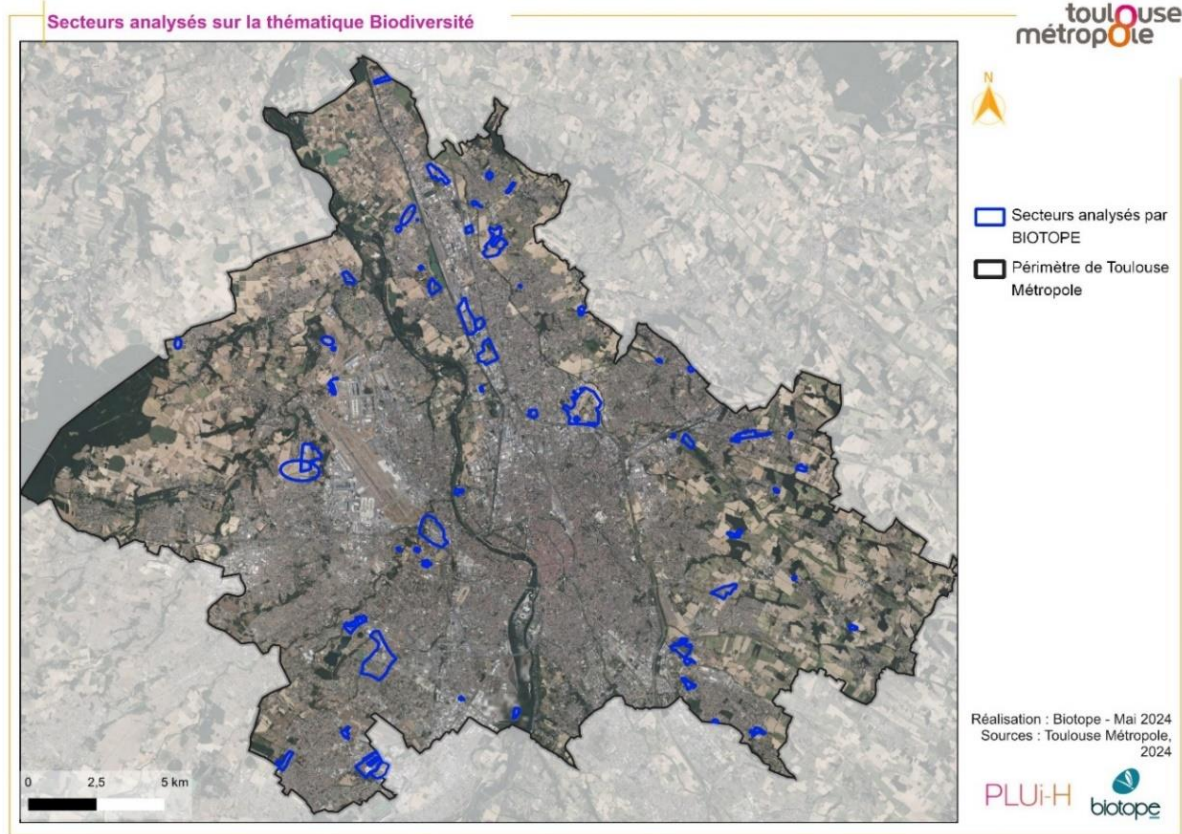 Secteurs analysés sur la thématique Biodiversité
toulouse
métropole
N
Secteurs analysés par
BIOTOPE
Périmètre de Toulouse
Métropole
Réalisation : Biotope - Mai 2024
Sources : Toulouse Métropole,
2024
0 2,5 5 km
PLUi-H
biotope